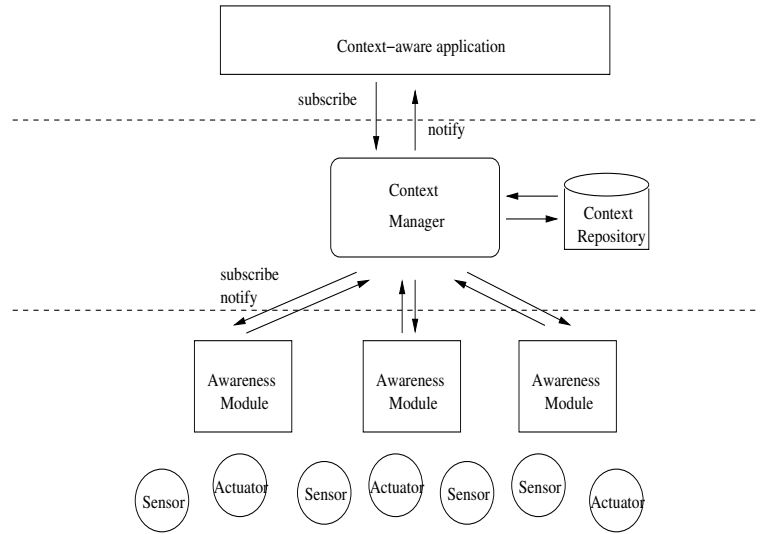 Context-aware application
subscribe
notify
Context
Manager
Context
Repository
subscribe
notify
Awareness
Module
Awareness
Module
Awareness
Module
Sensor
Actuator
Sensor
Actuator
Sensor
Sensor
Actuator